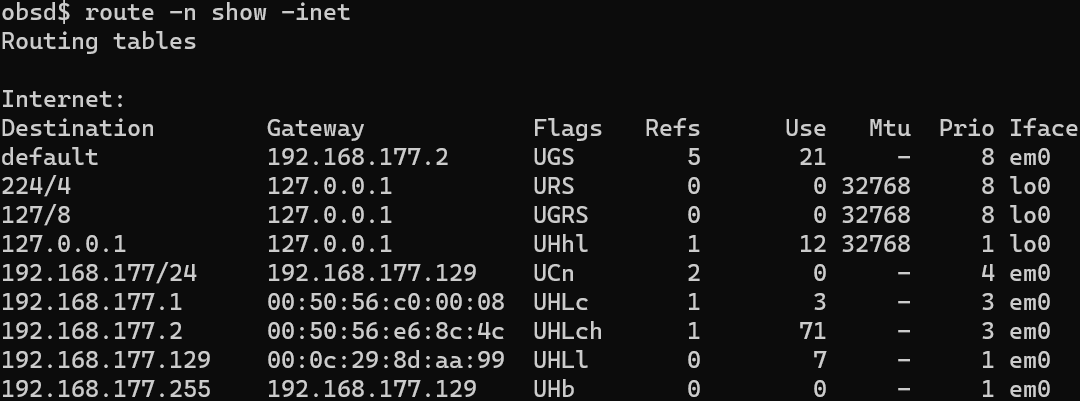 obsd$ route -n show -inet
Routing tables

Internet:
Destination        Gateway            Flags   Refs      Use   Mtu  Prio Iface
default            192.168.177.2      UGS        5       21     -     8 em0
224/4              127.0.0.1          URS        0        0 32768     8 lo0
127/8              127.0.0.1          UGRS       0        0 32768     8 lo0
127.0.0.1          127.0.0.1          UHhl       1       12 32768     1 lo0
192.168.177/24     192.168.177.129    UCn        2        0     -     4 em0
192.168.177.1      00:50:56:c0:00:08  UHLc       1        3     -     3 em0
192.168.177.2      00:50:56:e6:8c:4c  UHLch      1       71     -     3 em0
192.168.177.129    00:0c:29:8d:aa:99  UHLl       0        7     -     1 em0
192.168.177.255    192.168.177.129    UHb        0        0     -     1 em0